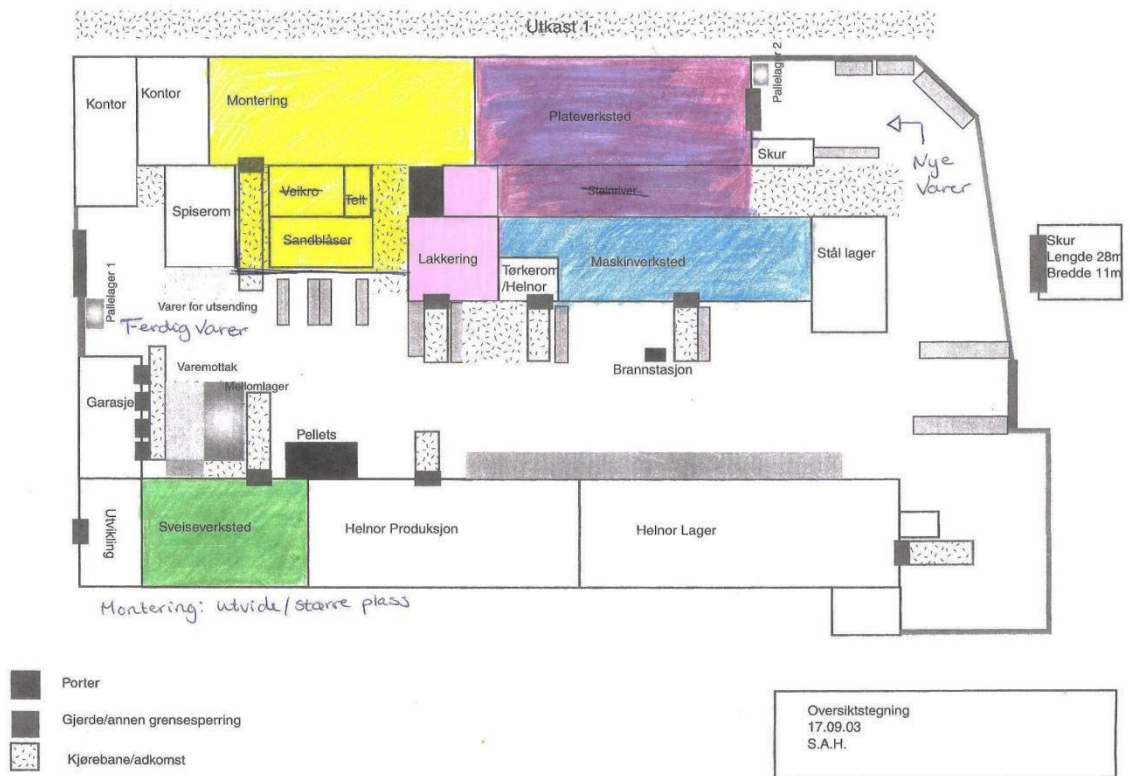 Utkast 1
Kontor
Kontor
Montering
Plateverksted
Pallelager 2
Skur
Nye
varer
Spiserom
Veikro
Telt
Sandblåser
Steinriver
Lakkering
Tørkerom
/Helnor
Maskinverksted
Stål lager
Skur
Lengde 28m
Bredde 11m
Pallelager 1
Varer for utsending
Ferdig varer
Garasje
Varemottak
Mellomlager
Brannstasjon
Pellets
Utvikling
Sveiseverksted
Helnor Produksjon
Helnor Lager
Montering: utvide/større plass
Porter
Gjerde/annen grensesperring
Kjørebane/adkomst
Oversiktstegning
17.09.03
S.A.H.